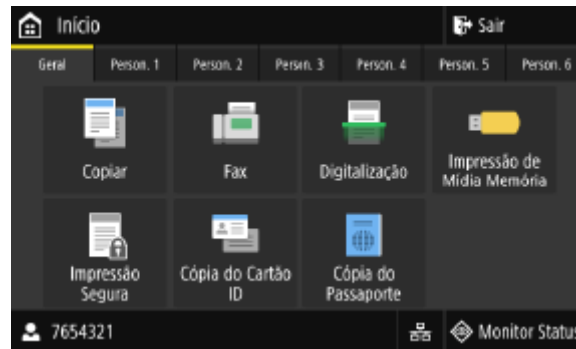 Início
Sair
Geral
Person. 1
Person. 2
Person. 3
Person. 4
Person. 5
Person. 6
Copiar
Fax
Digitalização
Impressão de
Mídia Memória
Impressão
Segura
Cópia do Cartão
ID
Cópia do
Passaporte
7654321
Monitor Status